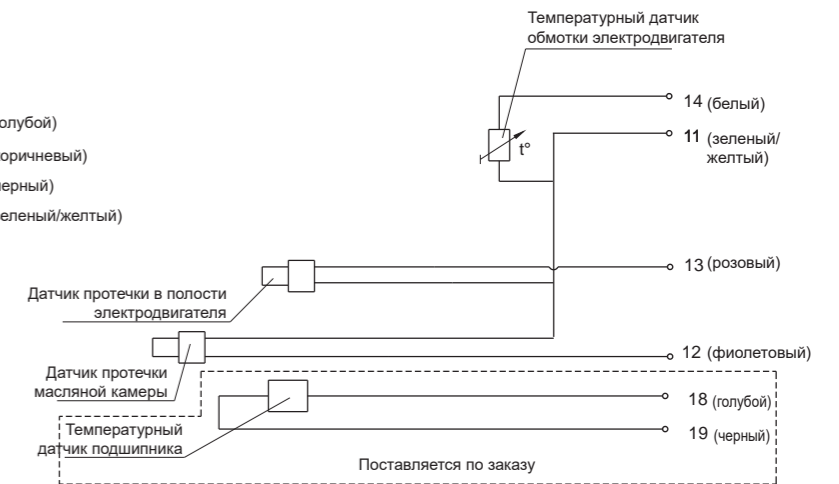 Температурный датчик
обмотки электродвигателя
14 (белый)
11 (зеленый/
желтый)
t°
13 (розовый)
Датчик протечки в полости
электродвигателя
12 (фиолетовый)
Датчик протечки
масляной камеры
18 (голубой)
Температурный
датчик подшипника
19 (черный)
Поставляется по заказу
олубой)
оричневый)
ерный)
еленый/желтый)